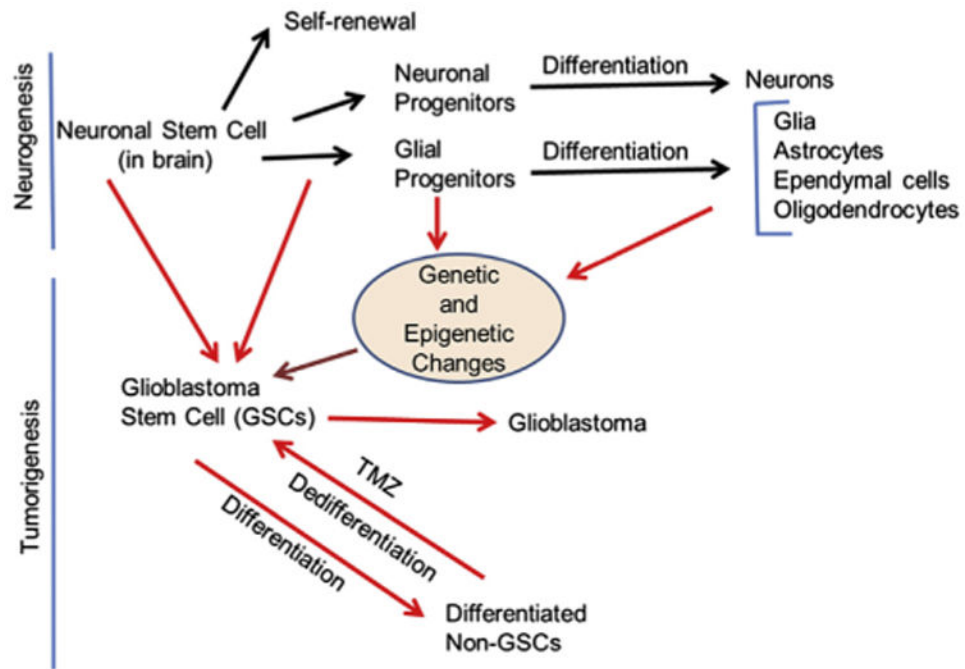 Neurogenesis
Self-renewal
Neuronal Stem Cell
(in brain)
Neuronal
Progenitors
Differentiation
Neurons
Glial
Progenitors
Differentiation
Glia
Astrocytes
Ependymal cells
Oligodendrocytes
Genetic
and
Epigenetic
Changes
Tumorigenesis
Glioblastoma
Stem Cell (GSCs)
Glioblastoma
TMZ
Dedifferentiation
Differentiation
Differentiated
Non-GSCs